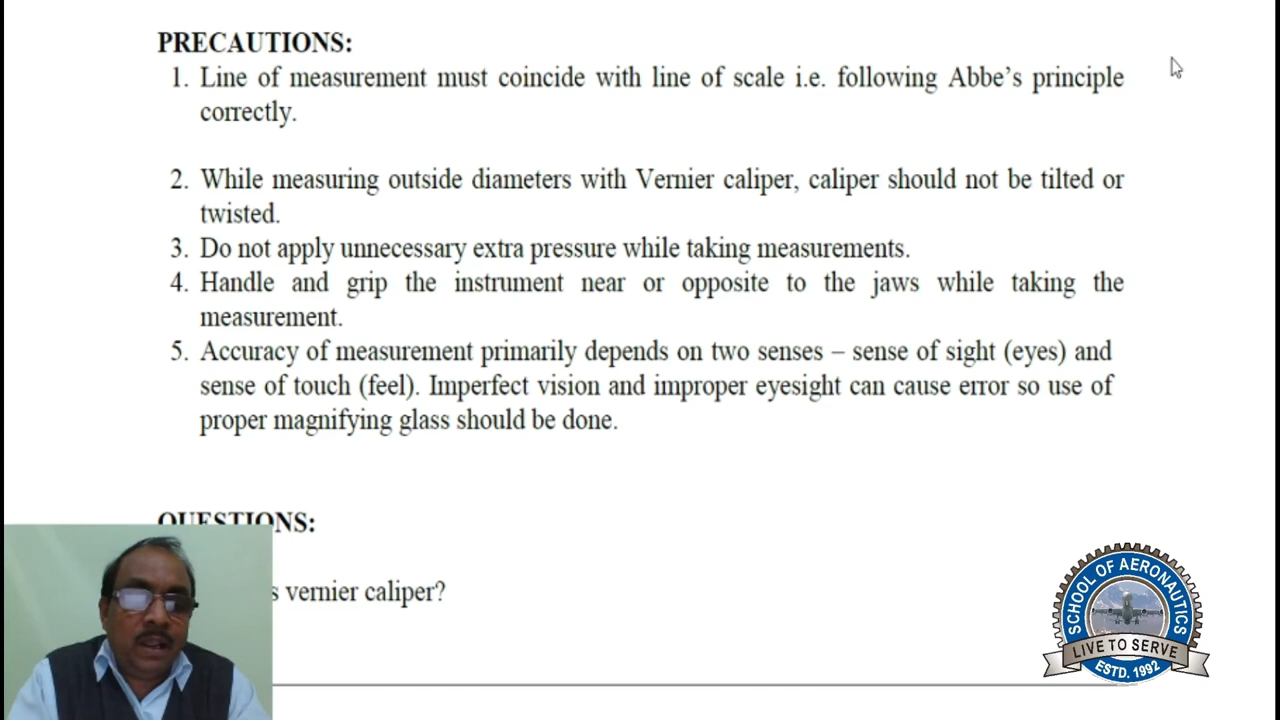 PRECAUTIONS:
1. Line of measurement must coincide with line of scale i.e. following Abbe's principle
correctly.
2. While measuring outside diameters with Vernier caliper, caliper should not be tilted or
twisted.
3. Do not apply unnecessary extra pressure while taking measurements.
4. Handle and grip the instrument near or opposite to the jaws while taking the
measurement.
5. Accuracy of measurement primarily depends on two senses – sense of sight (eyes) and
sense of touch (feel). Imperfect vision and improper eyesight can cause error so use of
proper magnifying glass should be done.
QUESTIONS:
vernier caliper?
SCHOOL OF AERONAUTICS
LIVE TO SERVE
ESTD. 1992